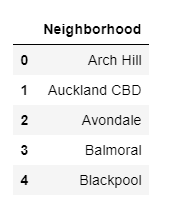 Neighborhood
0 Arch Hill
1 Auckland CBD
2 Avondale
3 Balmoral
4 Blackpool